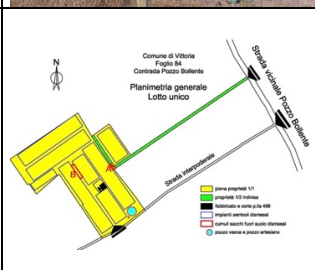 Comune di Vittoria
Foglio 84
Contrada Pozzo Bollente
Planimetria generale
Lotto unico
N
Strada vicinale Pozzo Bollente
Strada interpoderale
B
piena proprietà 1/1
proprietà 1/2 indivisa
fabbricato e corte p.lla 496
impianti serricoli dismessi
cumuli sacchi fuori suolo dismessi
pozzo vasca e pozzo artesiano